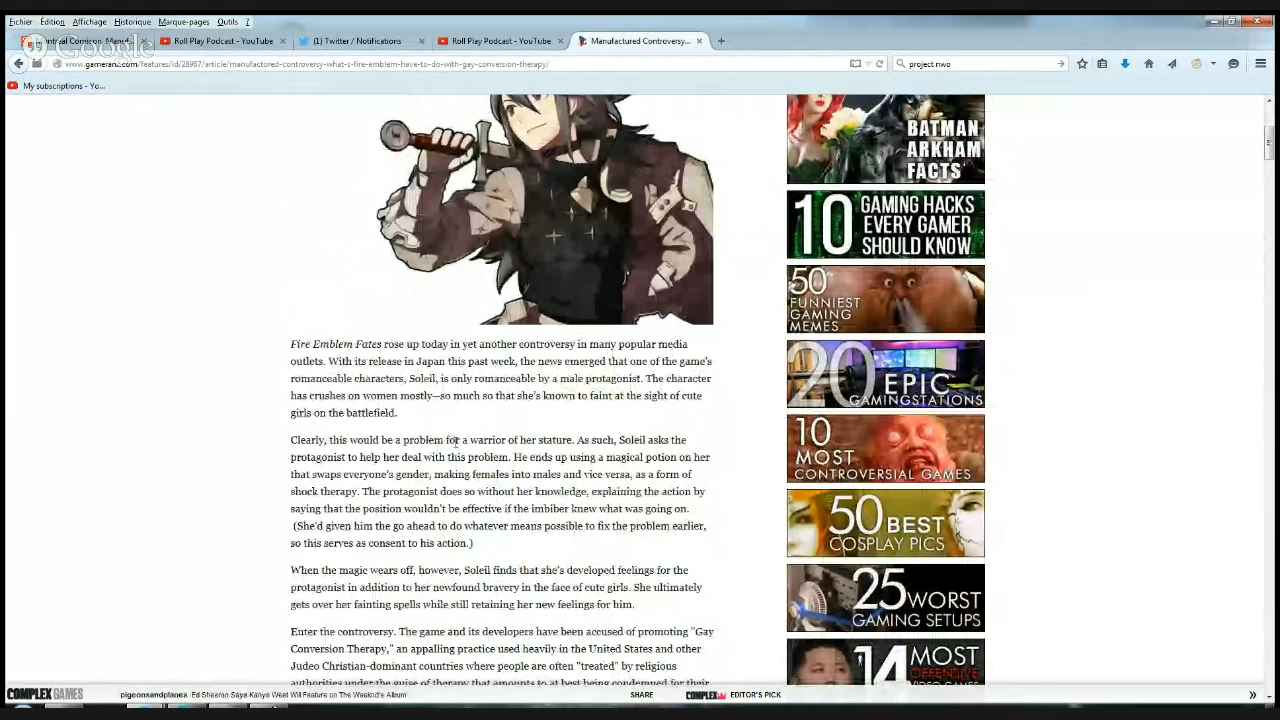 Fichier Édition Affichage Historique Marque-pages Outils ?
Roll Play Podcast - YouTube
(1) Twitter / Notifications
Roll Play Podcast - YouTube
Manufactured Controversy...
Google
/features/id/28967/article/manufactured-controversy-what-s-fire-emblem-have-to-do-with-gay-conversion-therapy/
project nwo
My subscriptions - Yo...
BATMAN
ARKHAM
FACTS
10 GAMING HACKS
EVERY GAMER
SHOULD KNOW
50
FUNNIEST
GAMING
MEMES
20 EPIC
GAMINGSTATIONS
10
MOST
CONTROVERSIAL GAMES
50 BEST
COSPLAY PICS
25 WORST
GAMING SETUPS
14 MOST
VIDEO GAMES
Fire Emblem Fates rose up today in yet another controversy in many popular media
outlets. With its release in Japan this past week, the news emerged that one of the game's
romanceable characters, Soleil, is only romanceable by a male protagonist. The character
has crushes on women mostly—so much so that she's known to faint at the sight of cute
girls on the battlefield.
Clearly, this would be a problem for a warrior of her stature. As such, Soleil asks the
protagonist to help her deal with this problem. He ends up using a magical potion on her
that swaps everyone's gender, making females into males and vice versa, as a form of
shock therapy. The protagonist does so without her knowledge, explaining the action by
saying that the position wouldn't be effective if the imbiber knew what was going on.
(She'd given him the go ahead to do whatever means possible to fix the problem earlier,
so this serves as consent to his action.)
When the magic wears off, however, Soleil finds that she's developed feelings for the
protagonist in addition to her newfound bravery in the face of cute girls. She ultimately
gets over her fainting spells while still retaining her new feelings for him.
Enter the controversy. The game and its developers have been accused of promoting "Gay
Conversion Therapy," an appalling practice used heavily in the United States and other
Judeo Christian-dominant countries where people are often "treated" by religious
authorities under the guise of therapy that amounts to at best being condemned for their
COMPLEX GAMES
pigeonsandplanes Ed Sheeran Says Kanye West Will Feature on The Weeknd's Album
SHARE
COMPLEX EDITOR'S PICK